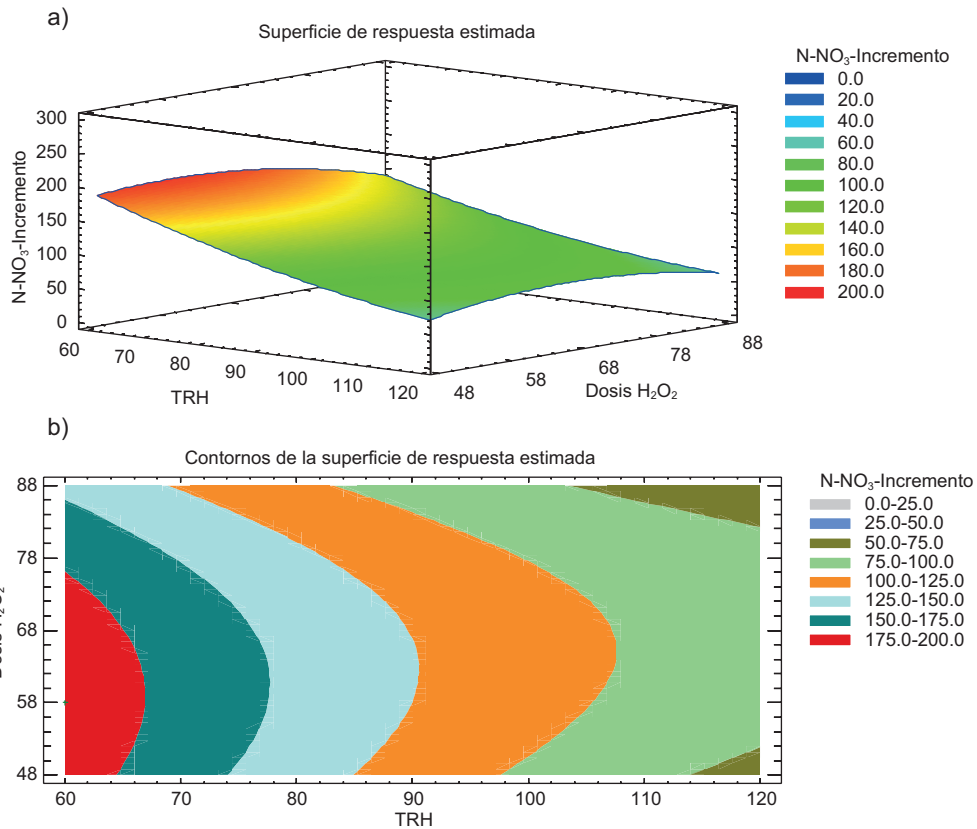 a)
Superficie de respuesta estimada
N-NO₃-Incremento
0.0
20.0
40.0
60.0
80.0
100.0
120.0
140.0
160.0
180.0
200.0
N-NO₃-Incremento
300
250
200
150
100
50
0
60 70 80 90 100 110 120
TRH
48 58 68 78 88
Dosis H₂O₂
b)
Contornos de la superficie de respuesta estimada
N-NO₃-Incremento
0.0-25.0
25.0-50.0
50.0-75.0
75.0-100.0
100.0-125.0
125.0-150.0
150.0-175.0
175.0-200.0
Dosis H₂O₂
88
78
68
58
48
60 70 80 90 100 110 120
TRH